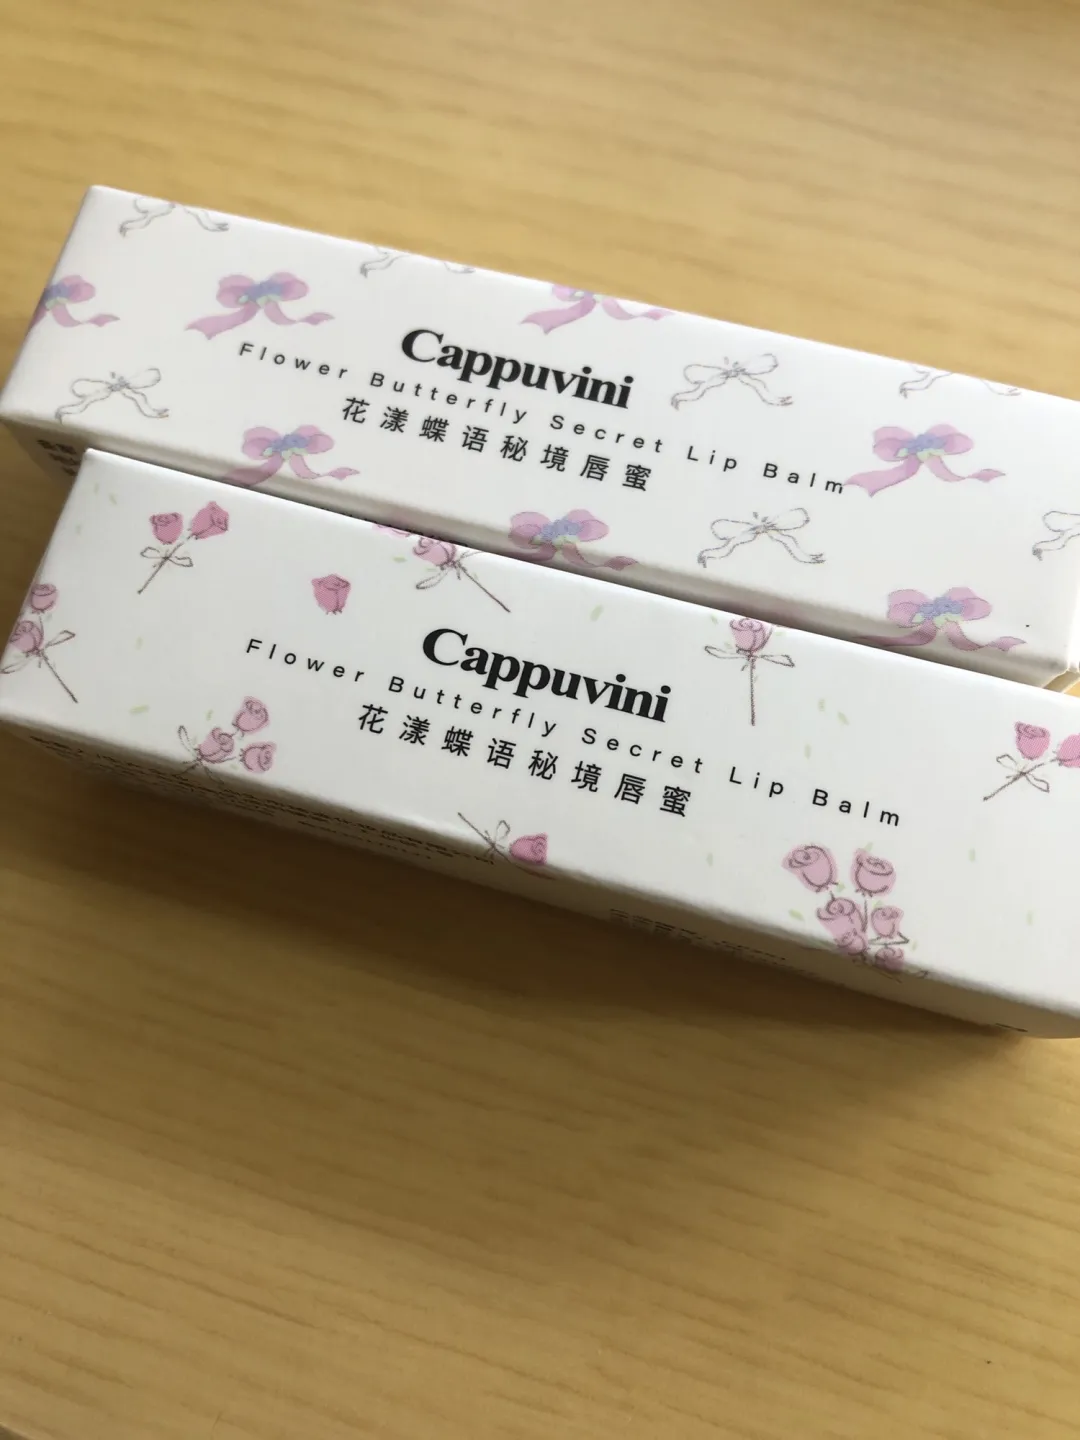 Cappuvini
Flower Butterfly Secret Lip Balm
花漾蝶语秘境唇蜜
Cappuvini
Flower Butterfly Secret Lip Balm
花漾蝶语秘境唇蜜